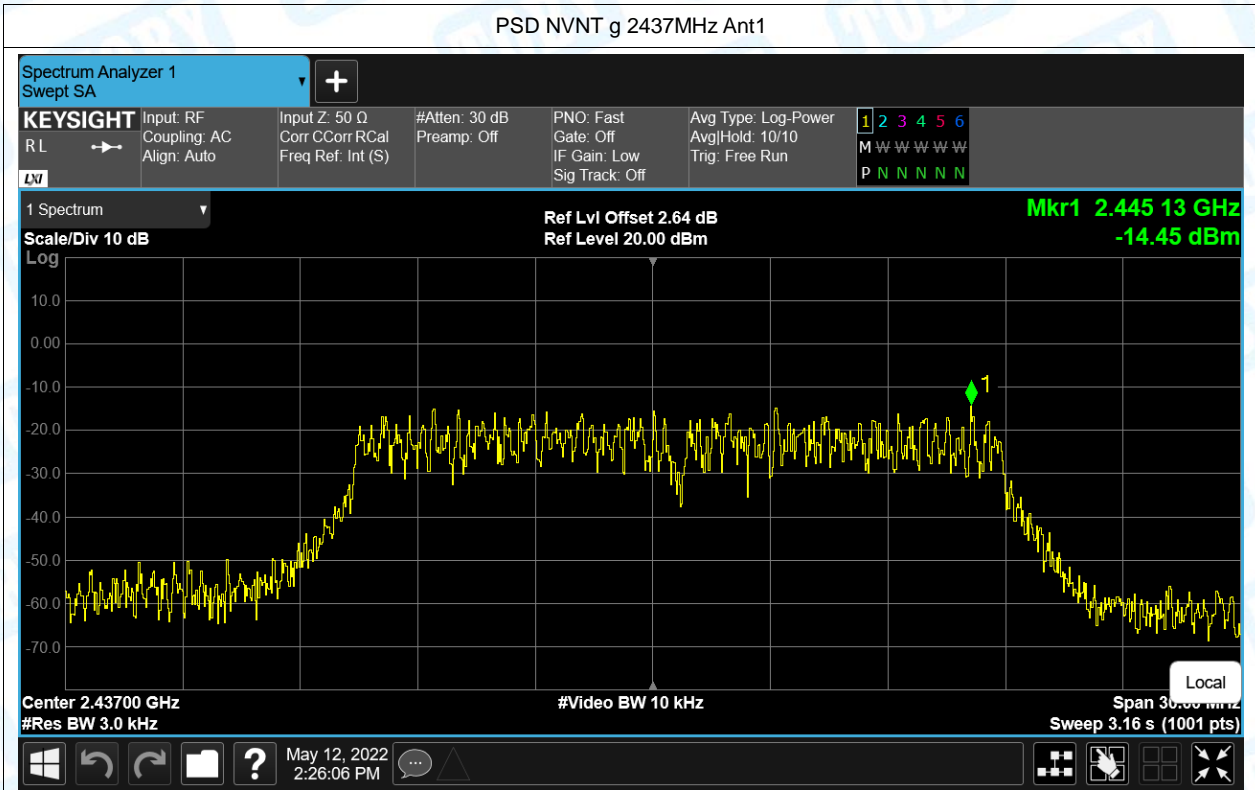 PSD NVNT g 2437MHz Ant1
Spectrum Analyzer 1
Swept SA
KEYSIGHT
R L
LXI
Input: RF
Coupling: AC
Align: Auto
Input Z: 50 Ω
Corr CCorr RCal
Freq Ref: Int (S)
#Atten: 30 dB
Preamp: Off
PNO: Fast
Gate: Off
IF Gain: Low
Sig Track: Off
Avg Type: Log-Power
Avg|Hold: 10/10
Trig: Free Run
1 2 3 4 5 6
M W W W W W W
P N N N N N
1 Spectrum
Scale/Div 10 dB
Ref Lvl Offset 2.64 dB
Ref Level 20.00 dBm
Mkr1 2.445 13 GHz
-14.45 dBm
Log
10.0
0.00
-10.0
-20.0
-30.0
-40.0
-50.0
-60.0
-70.0
1
Center 2.43700 GHz
#Res BW 3.0 kHz
#Video BW 10 kHz
Local
Span 30.00 MHz
Sweep 3.16 s (1001 pts)
?
May 12, 2022
2:26:06 PM